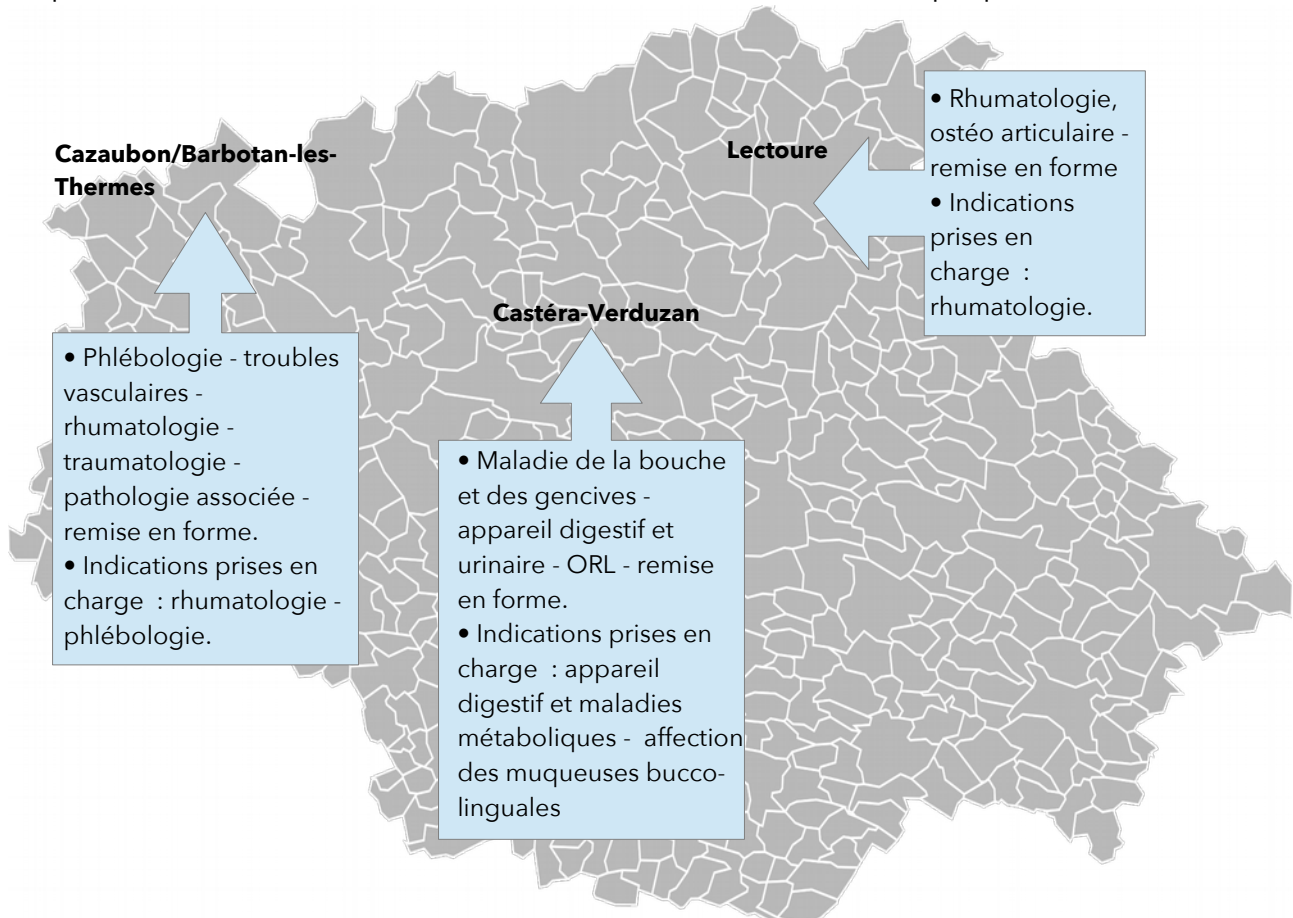 Cazaubon/Barbotan-les-
Thermes
Lectoure
• Rhumatologie,
ostéo articulaire -
remise en forme
• Indications
prises en
charge  :
rhumatologie.
Castéra-Verduzan
• Phlébologie - troubles
vasculaires -
rhumatologie -
traumatologie -
pathologie associée -
remise en forme.
• Indications prises en
charge  : rhumatologie -
phlébologie.
• Maladie de la bouche
et des gencives -
appareil digestif et
urinaire - ORL - remise
en forme.
• Indications prises en
charge  : appareil
digestif et maladies
métaboliques -  affection
des muqueuses bucco-
linguales